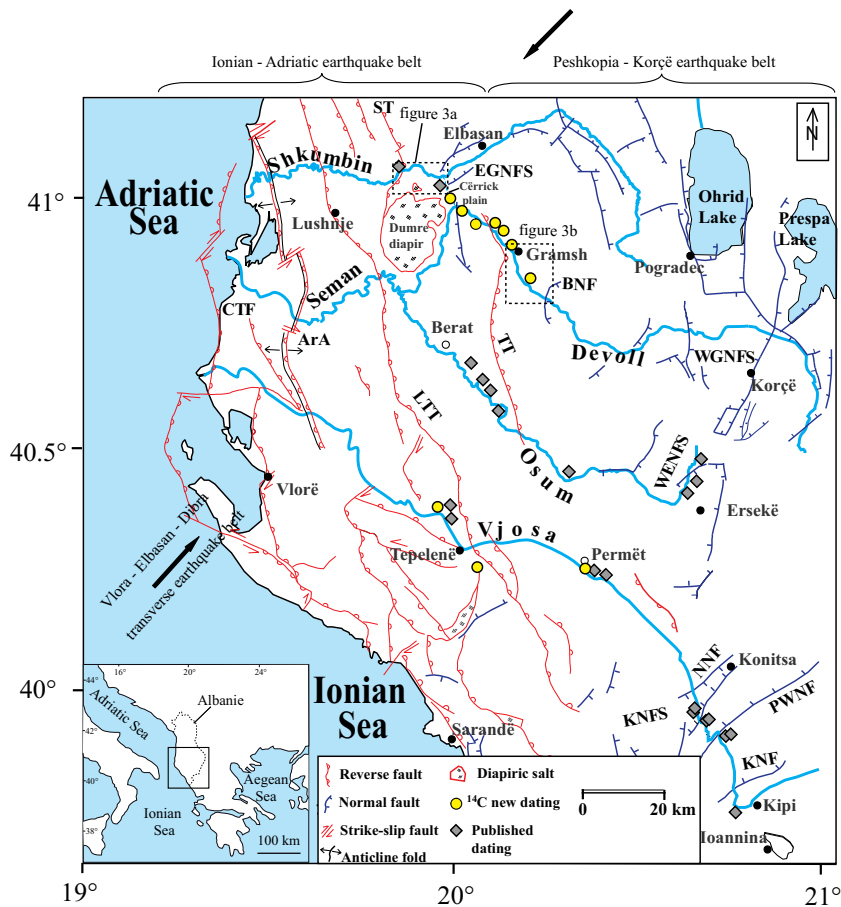 Ionian - Adriatic earthquake belt
Peshkopia - Korçë earthquake belt
ST
figure 3a
Elbasan
N
Shkumbin
EGNFS
Cërrick
plain
41°
Adriatic
Sea
Lushnje
Dumre
diapir
figure 3b
Gramsh
Ohrid
Lake
Prespa
Lake
Pogradec
BNF
Seman
CTF
ArA
Berat
TT
Devoll
WGNFS
Korçë
LTT
40.5°
Osum
WENFS
Vlorë
Ersekë
Vjosa
Vlora - Elbasan - Dibra
transverse earthquake belt
Tepelenë
Permët
NNF
Konitsa
PWNF
40°
Ionian
Sea
KNFS
Sarandë
KNF
Kipi
Ioannina
16°
20°
24°
44°
Adriatic Sea
Albanie
42°
40°
Aegean
Sea
Ionian
Sea
38°
100 km
Reverse fault
Diapiric salt
Normal fault
14C new dating
0
20 km
Strike-slip fault
Published
dating
Anticline fold
19°
20°
21°